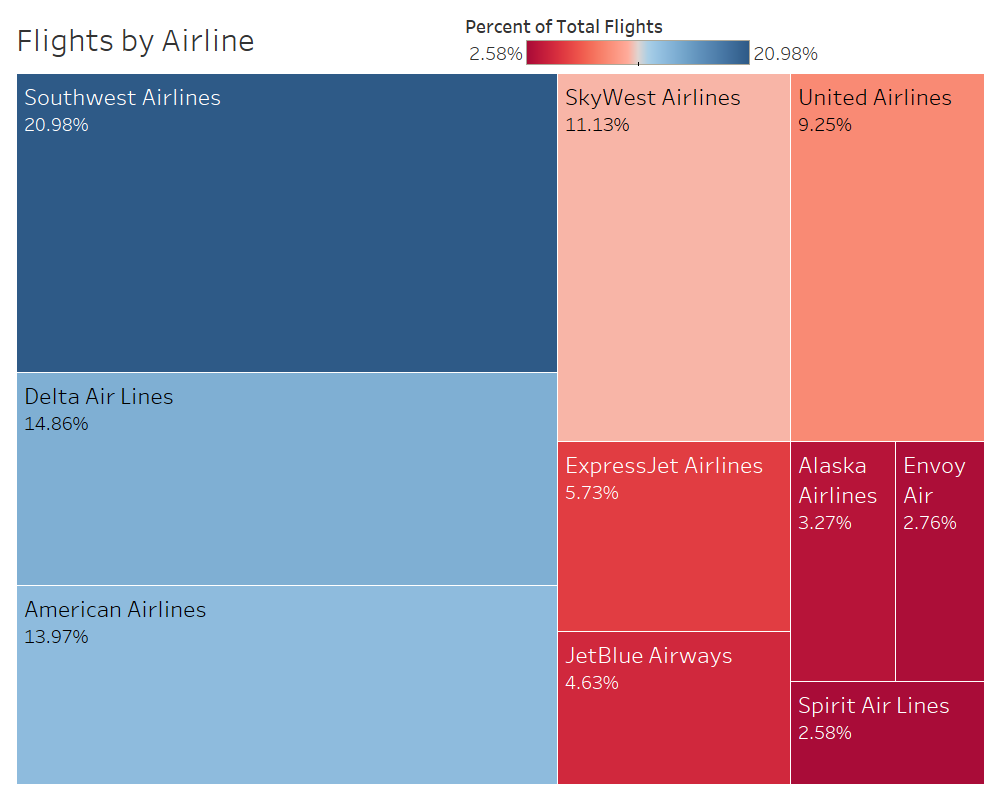 Flights by Airline
Percent of Total Flights
2.58%
20.98%
Southwest Airlines
20.98%
Delta Air Lines
14.86%
American Airlines
13.97%
SkyWest Airlines
11.13%
United Airlines
9.25%
ExpressJet Airlines
5.73%
JetBlue Airways
4.63%
Alaska
Airlines
3.27%
Envoy
Air
2.76%
Spirit Air Lines
2.58%